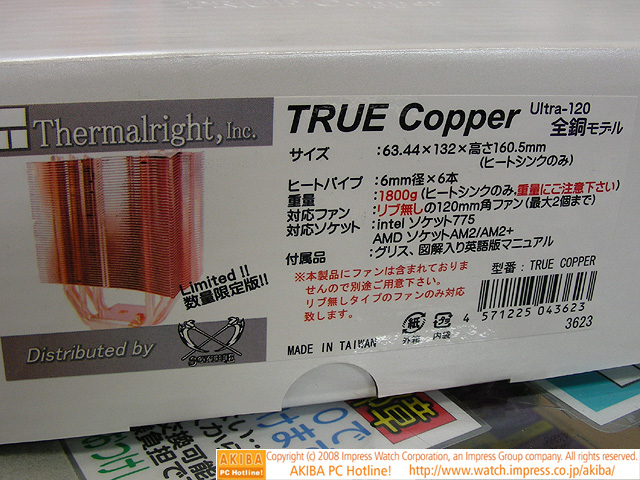 Thermalright, Inc.
TRUE Copper Ultra-120
全銅モデル
サイズ :63.44×132×高さ160.5mm
(ヒートシンクのみ)
ヒートパイプ :6mm径×6本
重量 :1800g(ヒートシンクのみ、重量にご注意下さい)
対応ファン :リブ無しの120mm角ファン(最大2個まで)
対応ソケット :intel ソケット775
AMD ソケットAM2/AM2+
付属品 :グリス、図解入り英語版マニュアル
Limited !!
数量限定版!!
※本製品にファンは含まれておりま
せんので別途ご用意下さい。
リブ無しタイプのファンのみ対応
致します。
型番:TRUE COPPER
4 571225 043623
3623
Distributed by
SCYTHE
MADE IN TAIWAN
紙
外箱
プラ
内袋
AKIBA
PC Hotline!
Copyright (c) 2008 Impress Watch Corporation, an Impress Group company. All rights reserved.
AKIBA PC Hotline! http://www.watch.impress.co.jp/akiba/